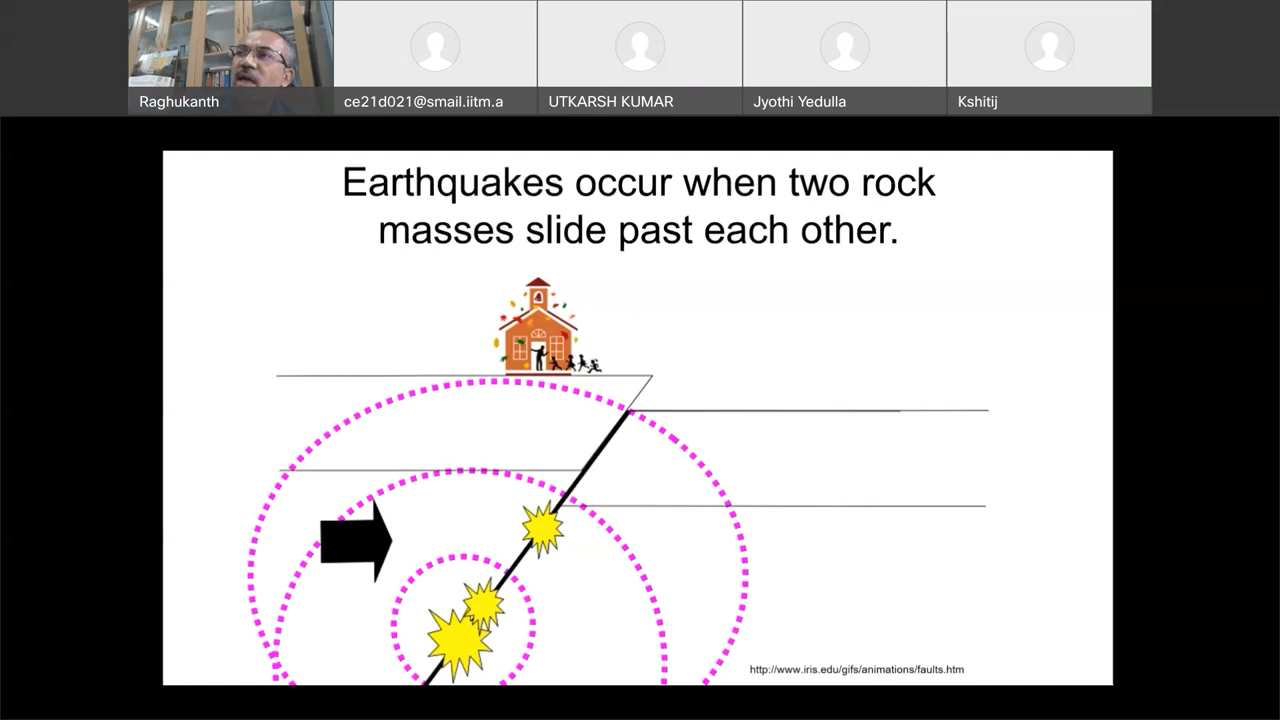 Raghukanth
ce21d021@smail.iitm.a
UTKARSH KUMAR
Jyothi Yedulla
Kshitij
Earthquakes occur when two rock
masses slide past each other.
http://www.iris.edu/gifs/animations/faults.htm